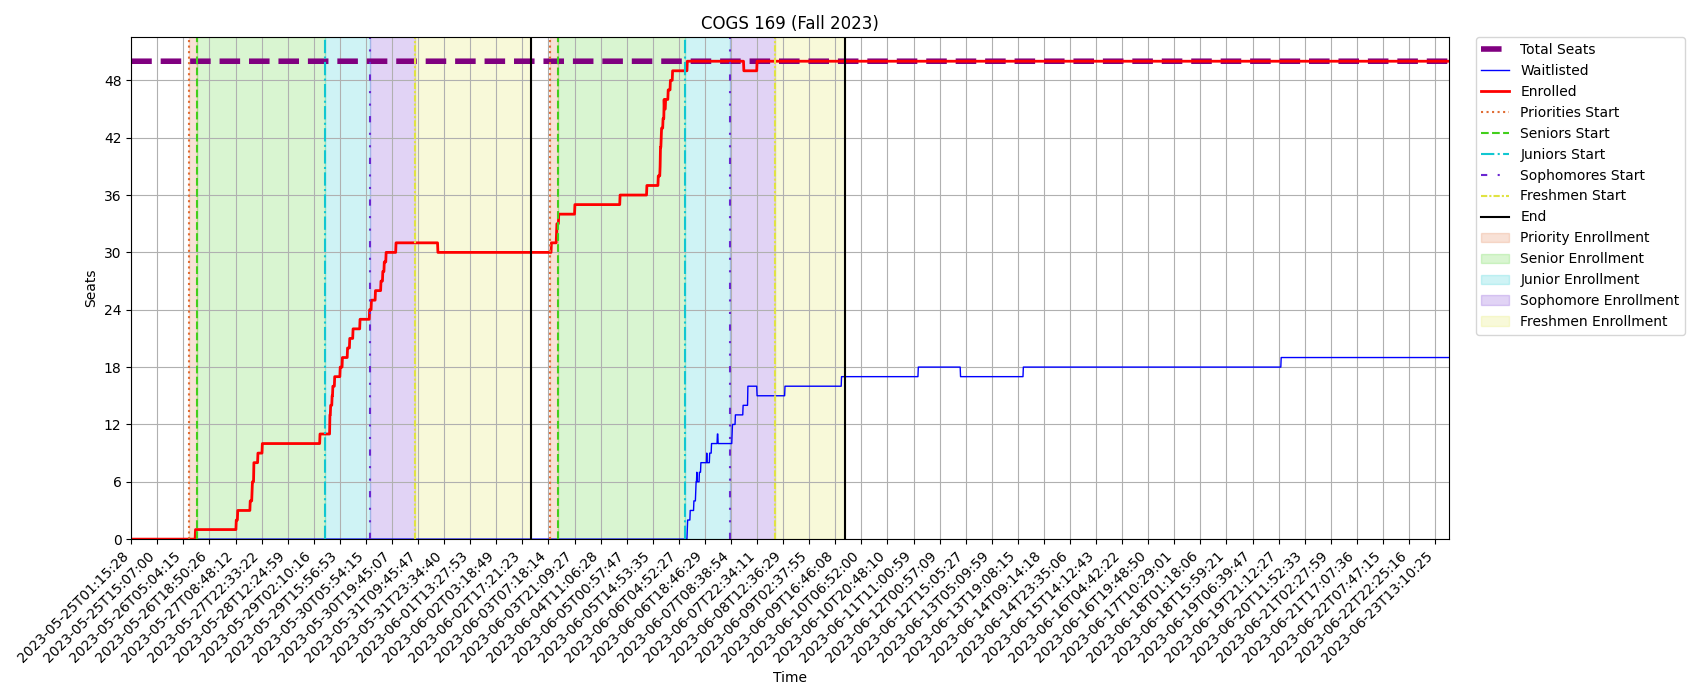 COGS 169 (Fall 2023)
Seats
48
42
36
30
24
18
12
6
0
2023-05-25T01:15:28
2023-05-25T15:07:00
2023-05-26T05:04:15
2023-05-26T18:50:26
2023-05-27T08:48:12
2023-05-27T22:33:22
2023-05-28T12:24:59
2023-05-29T02:10:16
2023-05-29T15:56:53
2023-05-30T05:54:15
2023-05-30T19:45:07
2023-05-31T09:45:47
2023-05-31T23:34:40
2023-06-01T13:27:53
2023-06-02T03:18:49
2023-06-02T17:21:23
2023-06-03T07:18:14
2023-06-03T21:09:27
2023-06-04T11:06:28
2023-06-05T00:57:47
2023-06-05T14:53:35
2023-06-06T04:52:27
2023-06-06T18:46:29
2023-06-07T08:38:54
2023-06-07T22:34:11
2023-06-08T12:36:29
2023-06-09T02:37:55
2023-06-09T16:46:08
2023-06-10T06:52:00
2023-06-10T20:48:10
2023-06-11T11:00:59
2023-06-12T00:57:09
2023-06-12T15:05:27
2023-06-13T05:09:59
2023-06-13T19:08:15
2023-06-14T09:14:18
2023-06-14T23:35:06
2023-06-15T14:12:43
2023-06-16T04:42:22
2023-06-16T19:48:50
2023-06-17T10:29:01
2023-06-18T01:18:06
2023-06-18T15:59:21
2023-06-19T06:39:47
2023-06-19T21:12:27
2023-06-20T11:52:33
2023-06-21T02:27:59
2023-06-21T17:07:36
2023-06-22T07:47:15
2023-06-22T22:25:16
2023-06-23T13:10:25
Time
Total Seats
Waitlisted
Enrolled
Priorities Start
Seniors Start
Juniors Start
Sophomores Start
Freshmen Start
End
Priority Enrollment
Senior Enrollment
Junior Enrollment
Sophomore Enrollment
Freshmen Enrollment